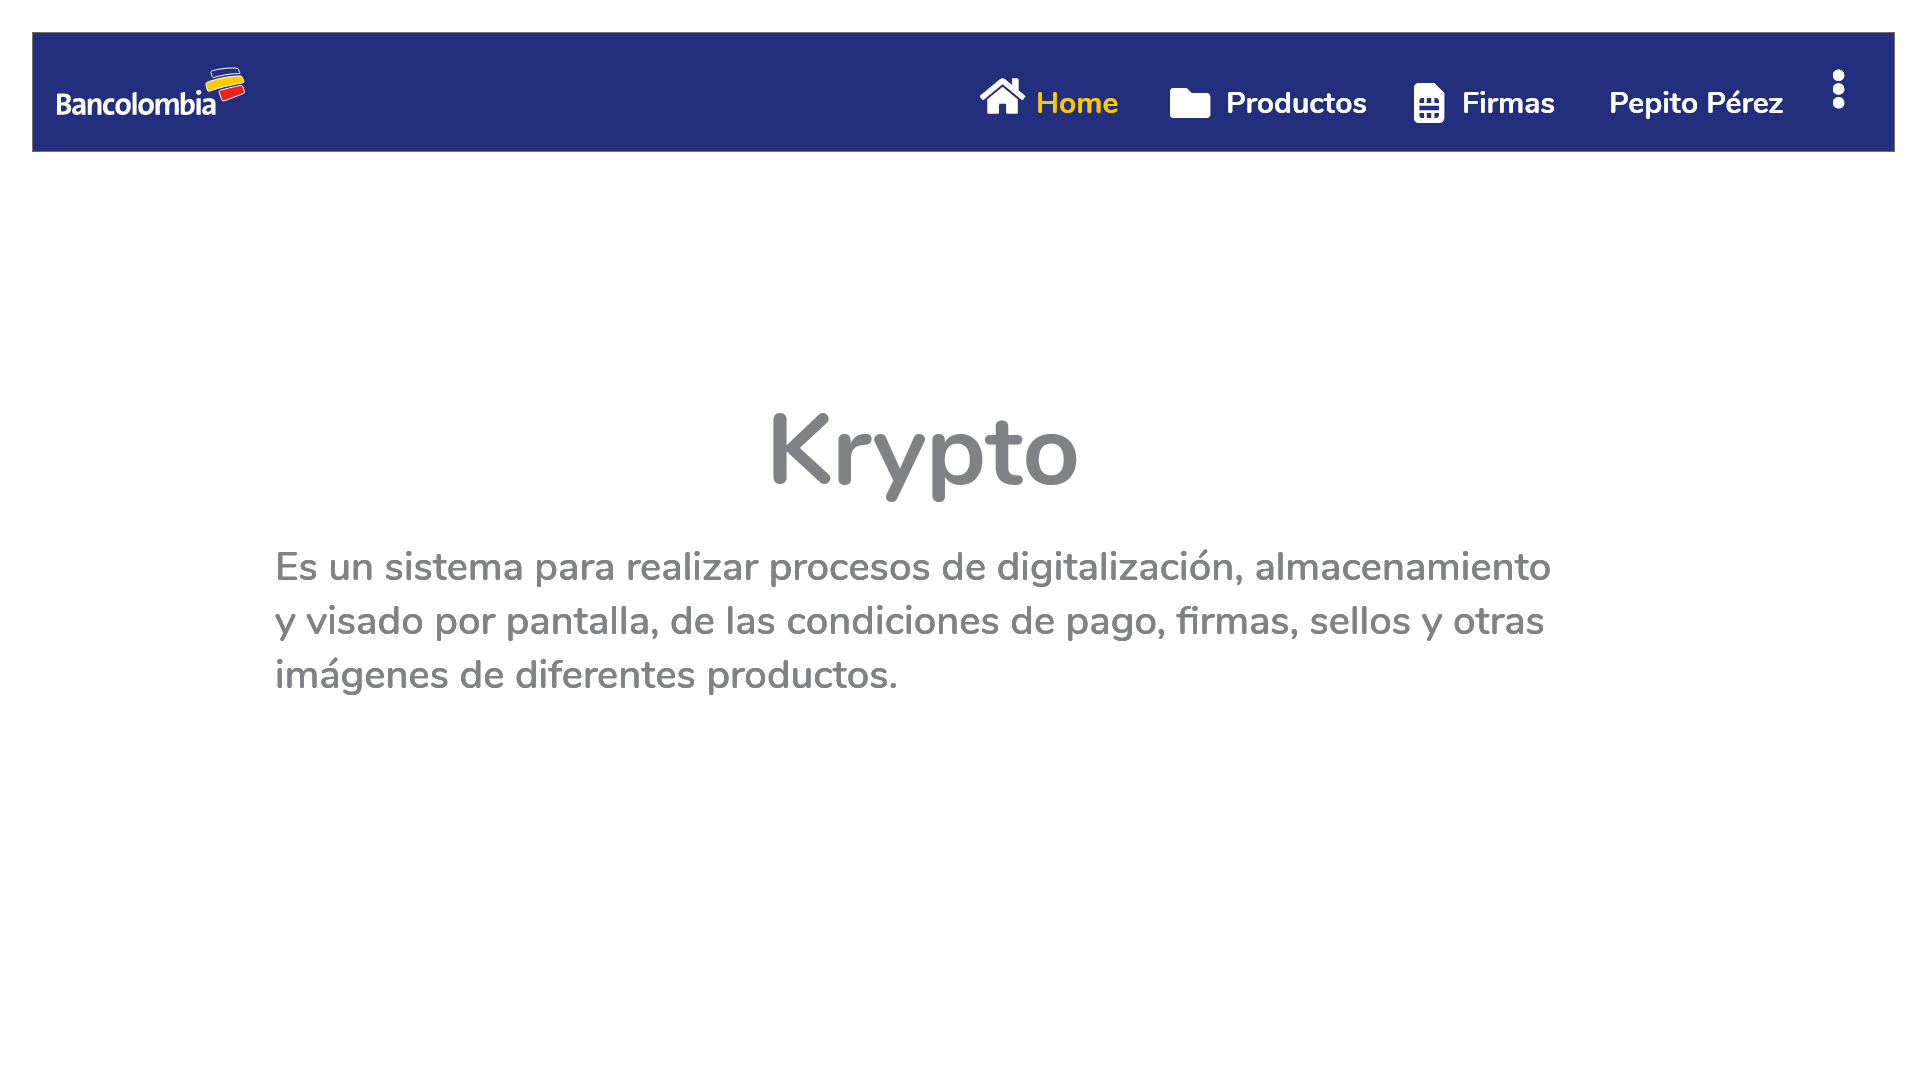 Bancolombia
Home
Productos
Firmas
Pepito Pérez
Krypto
Es un sistema para realizar procesos de digitalización, almacenamiento
y visado por pantalla, de las condiciones de pago, firmas, sellos y otras
imágenes de diferentes productos.